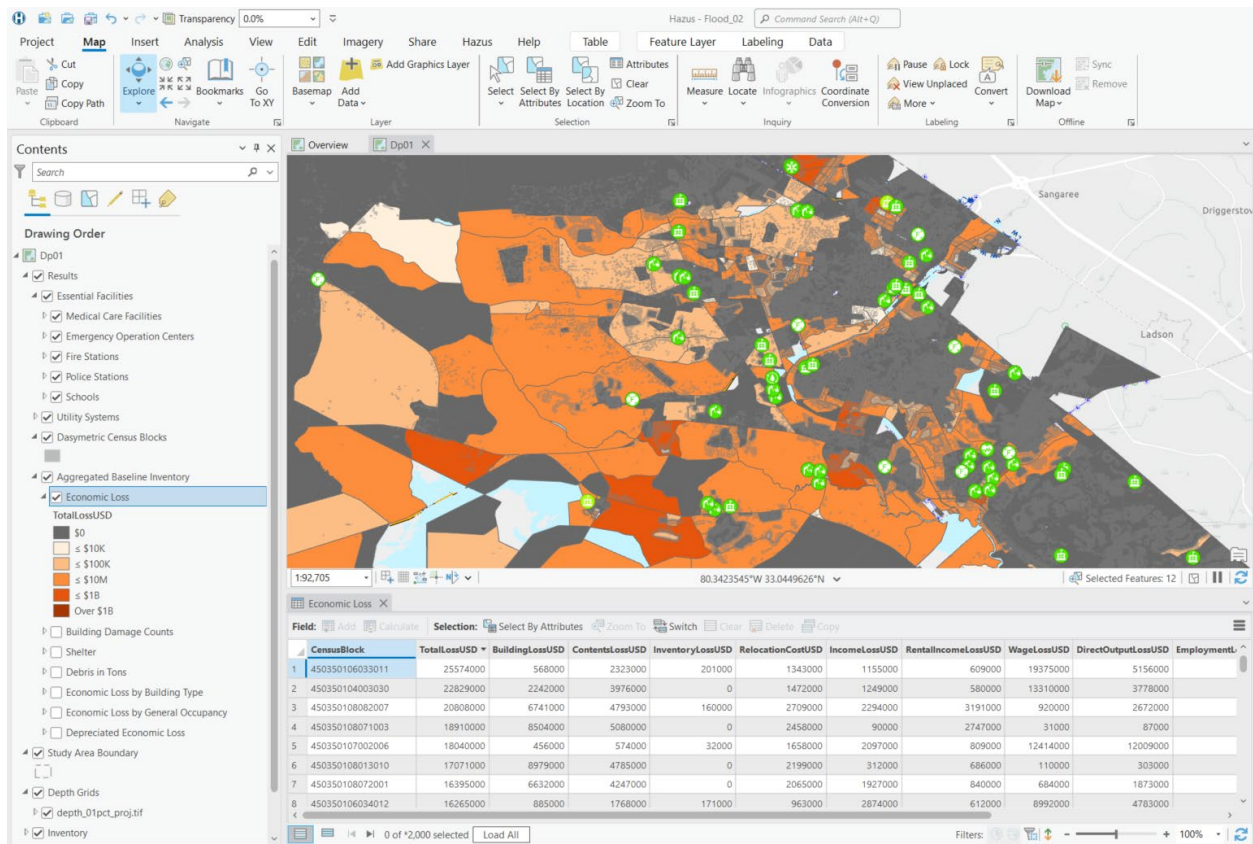 Transparency 0.0%
Hazus - Flood_02
Command Search (Alt+Q)
Project Map Insert Analysis View Edit Imagery Share Hazus Help Table Feature Layer Labeling Data
Paste
Cut
Copy
Copy Path
Clipboard
Explore
Bookmarks
Go To XY
Navigate
Basemap
Add Data
Add Graphics Layer
Layer
Select
Select By Attributes
Select By Location
Attributes
Clear
Zoom To
Selection
Measure
Locate
Infographics
Coordinate Conversion
Inquiry
Pause
Lock
View Unplaced
More
Convert
Labeling
Download Map
Sync
Remove
Offline
Contents
Search
Drawing Order
Dp01
Results
Essential Facilities
Medical Care Facilities
Emergency Operation Centers
Fire Stations
Police Stations
Schools
Utility Systems
Dasymetric Census Blocks
Aggregated Baseline Inventory
Economic Loss
TotalLossUSD
$0
≤ $10K
≤ $100K
≤ $10M
≤ $1B
Over $1B
Building Damage Counts
Shelter
Debris in Tons
Economic Loss by Building Type
Economic Loss by General Occupancy
Depreciated Economic Loss
Study Area Boundary
Depth Grids
depth_01pct_proj.tif
Inventory
Overview Dp01
Sangaree
Driggersto
Ladson
1:92,705
80.3423545°W 33.0449626°N
Selected Features: 12
Economic Loss
Field: Add Calculate Selection: Select By Attributes Zoom To Switch Clear Delete Copy
CensusBlock TotalLossUSD BuildingLossUSD ContentsLossUSD InventoryLossUSD RelocationCostUSD IncomeLossUSD RentalIncomeLossUSD WageLossUSD DirectOutputLossUSD EmploymentL
1 450350106033011 25574000 568000 2323000 201000 1343000 1155000 609000 19375000 5156000
2 450350104003030 22829000 2242000 3976000 0 1472000 1249000 580000 13310000 3778000
3 450350108082007 20808000 6741000 4793000 160000 2709000 2294000 3191000 920000 2672000
4 450350108071003 18910000 8504000 5080000 0 2458000 90000 2747000 31000 87000
5 450350107002006 18040000 456000 574000 32000 1658000 2097000 809000 12414000 12009000
6 450350108013010 17071000 8979000 4785000 0 2199000 312000 686000 110000 303000
7 450350108072001 16395000 6632000 4247000 0 2065000 1927000 840000 684000 1873000
8 450350106034012 16265000 885000 1768000 171000 963000 2874000 612000 8992000 4783000
0 of *2,000 selected Load All
Filters:
100%